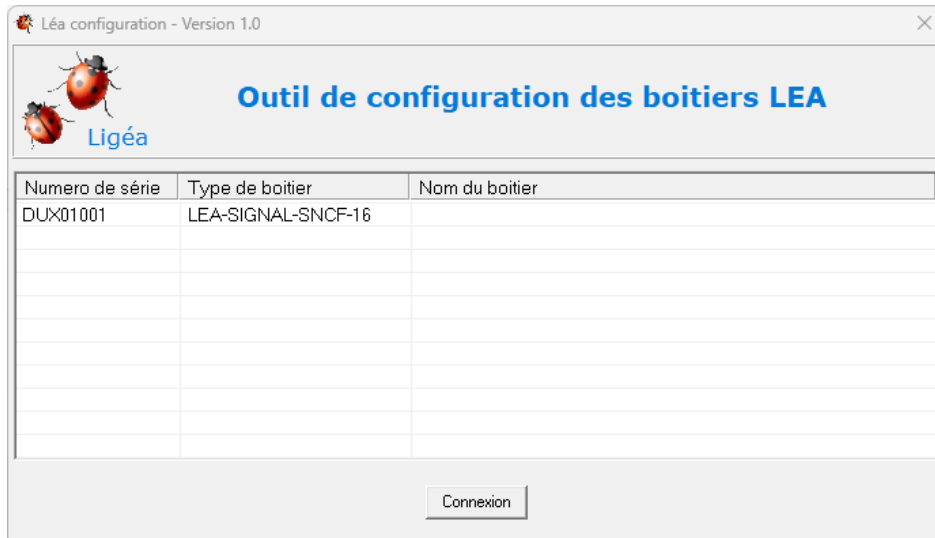 Léa configuration - Version 1.0
Outil de configuration des boitiers LEA
Ligéa
Numero de série Type de boitier Nom du boitier
DUX01001 LEA-SIGNAL-SNCF-16
Connexion